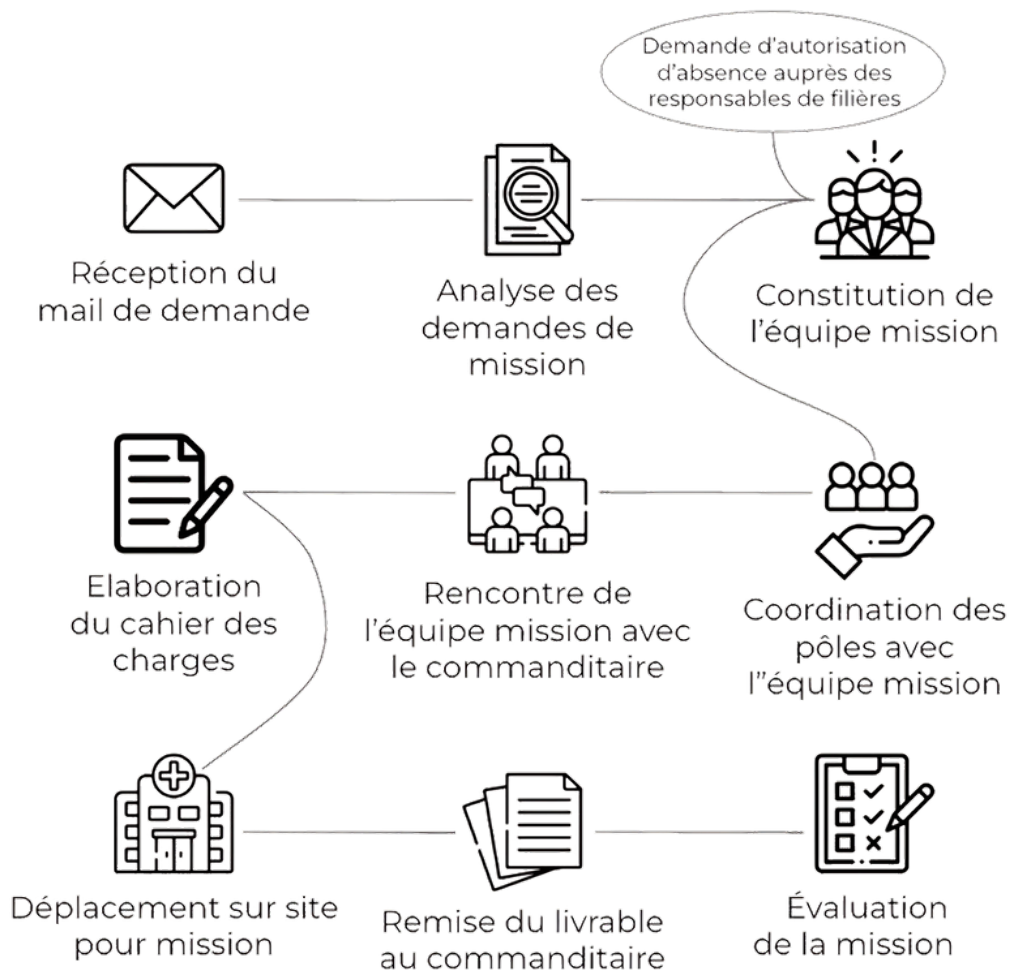 Demande d'autorisation
d'absence auprès des
responsables de filières
Réception du
mail de demande
Analyse des
demandes de
mission
Constitution de
l'équipe mission
Elaboration
du cahier des
charges
Rencontre de
l'équipe mission avec
le commanditaire
Coordination des
pôles avec
l''équipe mission
Déplacement sur site
pour mission
Remise du livrable
au commanditaire
Évaluation
de la mission